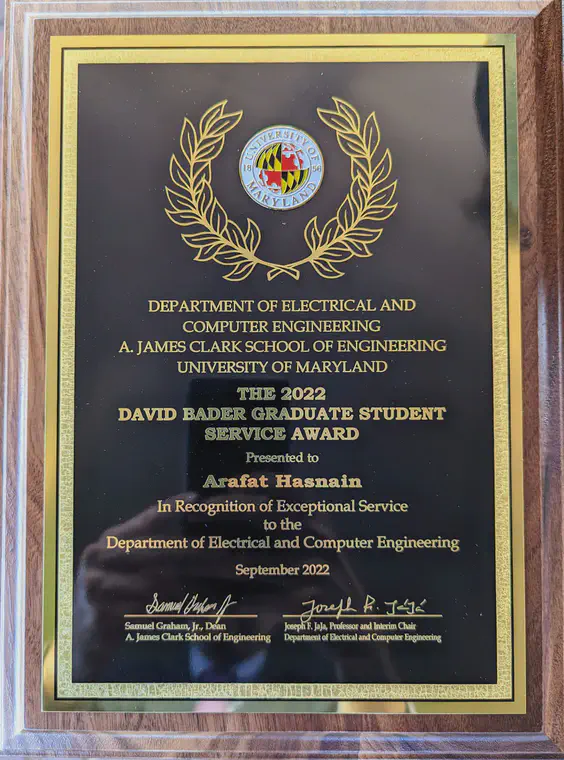 UNIVERSITY OF
18 56
MARYLAND
DEPARTMENT OF ELECTRICAL AND
COMPUTER ENGINEERING
A. JAMES CLARK SCHOOL OF ENGINEERING
UNIVERSITY OF MARYLAND
THE 2022
DAVID BADER GRADUATE STUDENT
SERVICE AWARD
Presented to
Arafat Hasnain
In Recognition of Exceptional Service
to the
Department of Electrical and Computer Engineering
September 2022
Samuel Graham Jr Joseph F. JáJá
Samuel Graham, Jr., Dean Joseph F. JaJa, Professor and Interim Chair
A. James Clark School of Engineering Department of Electrical and Computer Engineering